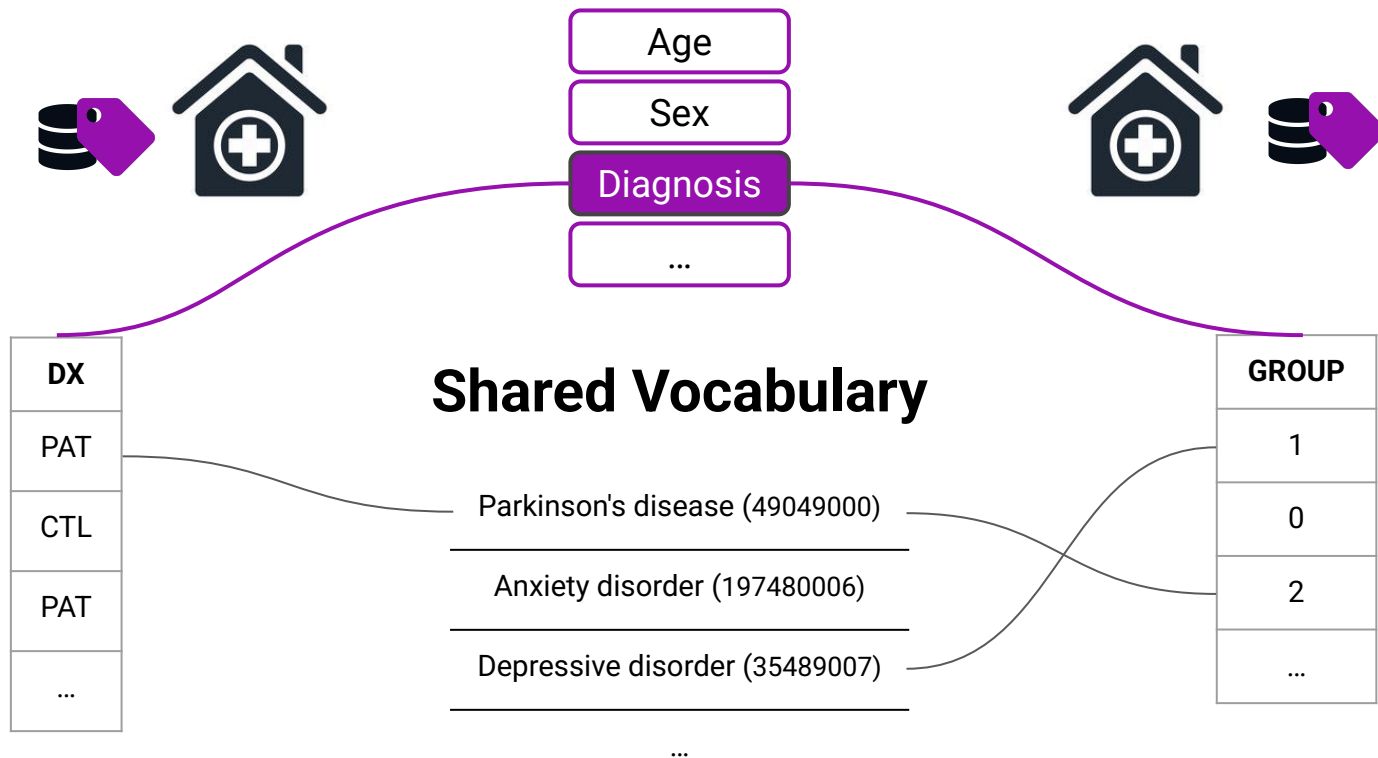 Age
Sex
Diagnosis
...
Shared Vocabulary
DX
PAT
CTL
PAT
...
Parkinson's disease (49049000)
Anxiety disorder (197480006)
Depressive disorder (35489007)
...
GROUP
1
0
2
...